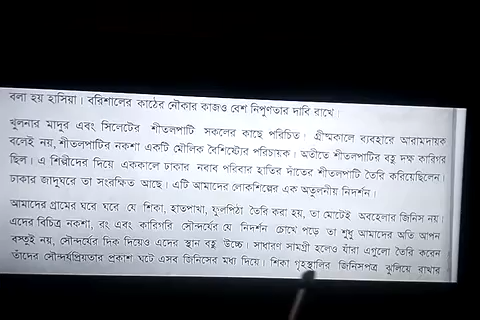 বলা হয় হাসিয়া। বরিশালের কাঠের নৌকার কাজও বেশ নিপুণতার দাবি রাখে।
খুলনার মাদুর এবং সিলেটের শীতলপাটি সকলের কাছে পরিচিত। গ্রীষ্মকালে ব্যবহারে আরামদায়ক
বলেই নয়, শীতলপাটির নকশা একটি মৌলিক বৈশিষ্ট্যের পরিচায়ক। অতীতে শীতলপাটির বহু দক্ষ কারিগর
ছিল। এ শিল্পীদের দিয়ে এককালে ঢাকার নবাব পরিবার হাতির দাঁতের শীতলপাটি তৈরি করিয়েছিলেন।
ঢাকার জাদুঘরে তা সংরক্ষিত আছে। এটি আমাদের লোকশিল্পের এক অতুলনীয় নিদর্শন।
আমাদের গ্রামের ঘরে ঘরে যে শিকা, হাতপাখা, ফুলপিঠা তৈরি করা হয়, তা মোটেই অবহেলার জিনিস নয়।
এদের বিচিত্র নকশা, রং এবং কারিগরি সৌন্দর্যের যে নিদর্শন চোখে পড়ে তা শুধু আমাদের অতি আপন
বস্তুই নয়, সৌন্দর্যের দিক দিয়েও এদের স্থান বহু উচ্চে। সাধারণ সামগ্রী হলেও যাঁরা এগুলো তৈরি করেন
তাঁদের সৌন্দর্যপ্রিয়তার প্রকাশ ঘটে এসব জিনিসের মধ্য দিয়ে। শিকা গৃহস্থালির জিনিসপত্র ঝুলিয়ে রাখার